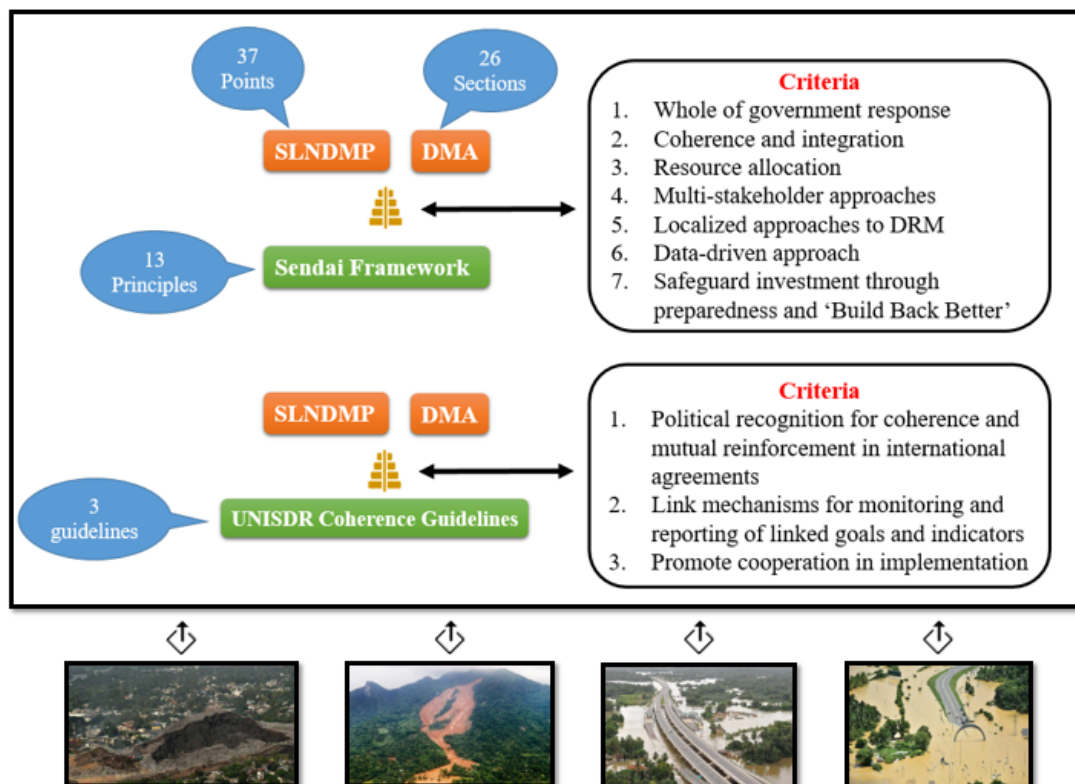 37
Points
26
Sections
SLNDMP
DMA
13
Principles
Sendai Framework
Criteria
1. Whole of government response
2. Coherence and integration
3. Resource allocation
4. Multi-stakeholder approaches
5. Localized approaches to DRM
6. Data-driven approach
7. Safeguard investment through
preparedness and ‘Build Back Better’
SLNDMP
DMA
3
guidelines
UNISDR Coherence Guidelines
Criteria
1. Political recognition for coherence and
mutual reinforcement in international
agreements
2. Link mechanisms for monitoring and
reporting of linked goals and indicators
3. Promote cooperation in implementation